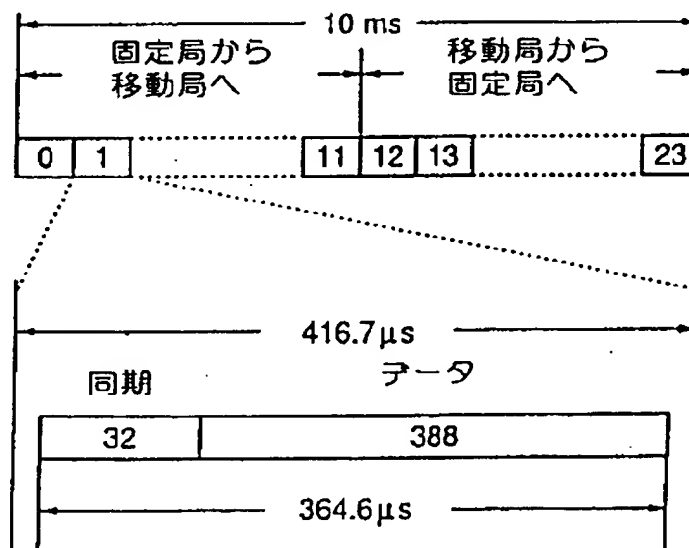 10 ms
固定局から
移動局へ
移動局から
固定局へ
0 1 11 12 13 23
416.7μs
同期 データ
32 388
364.6μs